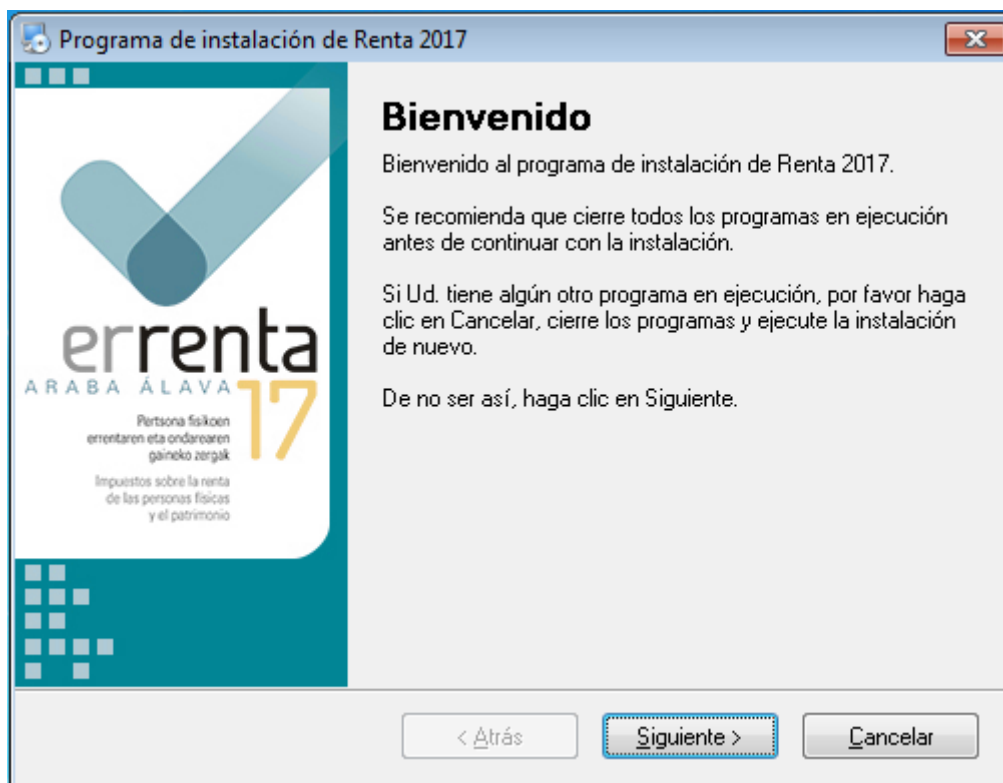 Programa de instalación de Renta 2017
errenta
ARABA ÁLAVA
17
Pertsona fisikoen
errentaren eta ondarearen
gaineko zergak
Impuestos sobre la renta
de las personas físicas
y el patrimonio
Bienvenido
Bienvenido al programa de instalación de Renta 2017.
Se recomienda que cierre todos los programas en ejecución
antes de continuar con la instalación.
Si Ud. tiene algún otro programa en ejecución, por favor haga
clic en Cancelar, cierre los programas y ejecute la instalación
de nuevo.
De no ser así, haga clic en Siguiente.
< Atrás
Siguiente >
Cancelar